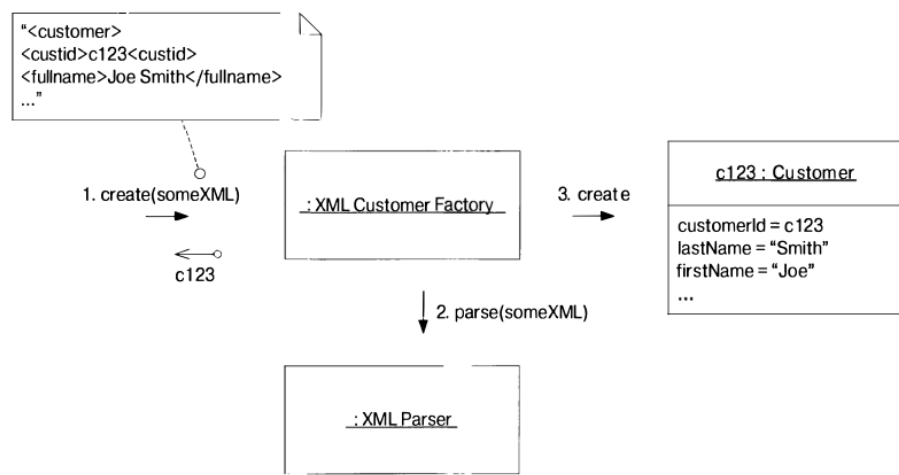 “<customer>
<custid>c123<custid>
<fullname>Joe Smith</fullname>
...”
1. create(someXML)
c123
: XML Customer Factory
3. create
c123 : Customer
customerId = c123
lastName = “Smith”
firstName = “Joe”
...
2. parse(someXML)
: XML Parser